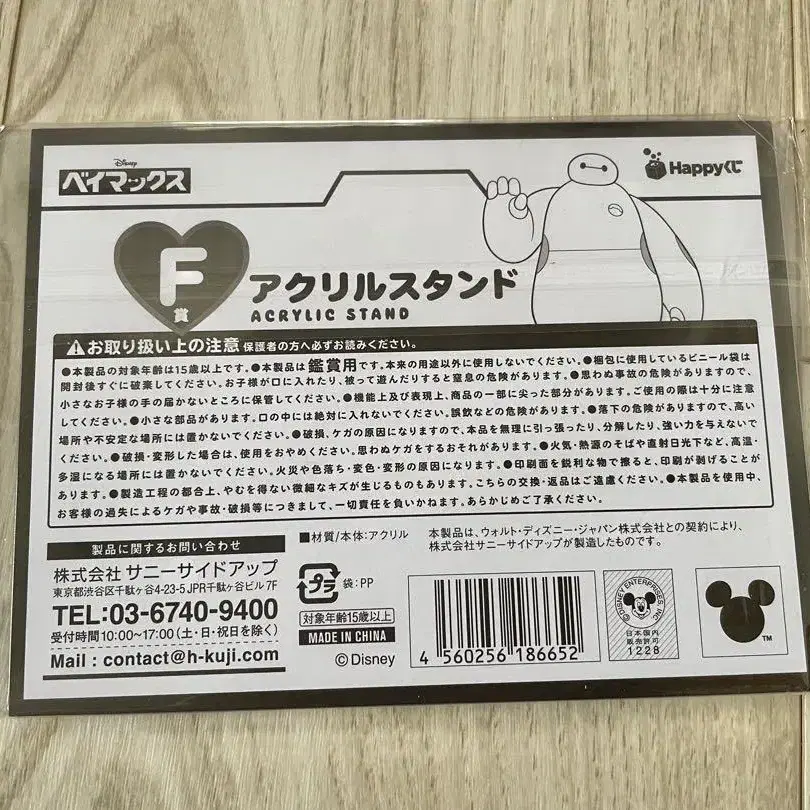 Disney
ベイマックス
Happyくじ
F
賞
アクリルスタンド
ACRYLIC STAND
お取り扱い上の注意 保護者の方へ必ずお読みください。
●本製品の対象年齢は15歳以上です。●本製品は鑑賞用です。本来の用途以外に使用しないでください。●梱包に使用しているビニール袋は
開封後すぐに破棄してください。お子様が口に入れたり、被って遊んだりすると窒息の危険があります。●思わぬ事故の危険がありますので、
小さなお子様の手の届かないところに保管してください。●機能上及び表現上、商品の一部に尖った部分があります。ご使用の際は十分に注意
してください。●小さな部品があります。口の中には絶対に入れないでください。誤飲などの危険があります。●落下の危険がありますので、高い
場所や不安定な場所には置かないでください。●破損、ケガの原因になりますので、本品を無理に引っ張ったり、分解したり、強い力を与えないで
ください。●破損・変形した場合は、使用をおやめください。思わぬケガをするおそれがあります。●火気・熱源のそばや直射日光下など、高温・
多湿になる場所には置かないでください。火災や色落ち・変色・変形の原因になります。●印刷面を鋭利な物で擦ると、印刷が剥げることが
あります。●製造工程の都合上、やむを得ない微細なキズが生じるものもあります。こちらの交換・返品はご遠慮ください。●本製品を使用中、
お客様の過失によるケガや事故・破損等につきまして、一切責任を負いかねます。あらかじめご了承ください。
製品に関するお問い合わせ
株式会社 サニーサイドアップ
東京都渋谷区千駄ヶ谷4-23-5 JPR千駄ヶ谷ビル 7F
TEL:03-6740-9400
受付時間10:00~17:00(土・日・祝日を除く)
Mail : contact@h-kuji.com
■材質/本体:アクリル
プラ
袋:PP
対象年齢15歳以上
MADE IN CHINA
©Disney
本製品は、ウォルト・ディズニー・ジャパン株式会社との契約により、
株式会社サニーサイドアップが製造したものです。
4 560256 186652
©DISNEY ENTERPRISES, INC.
日本国内
販売許可
1228
TM